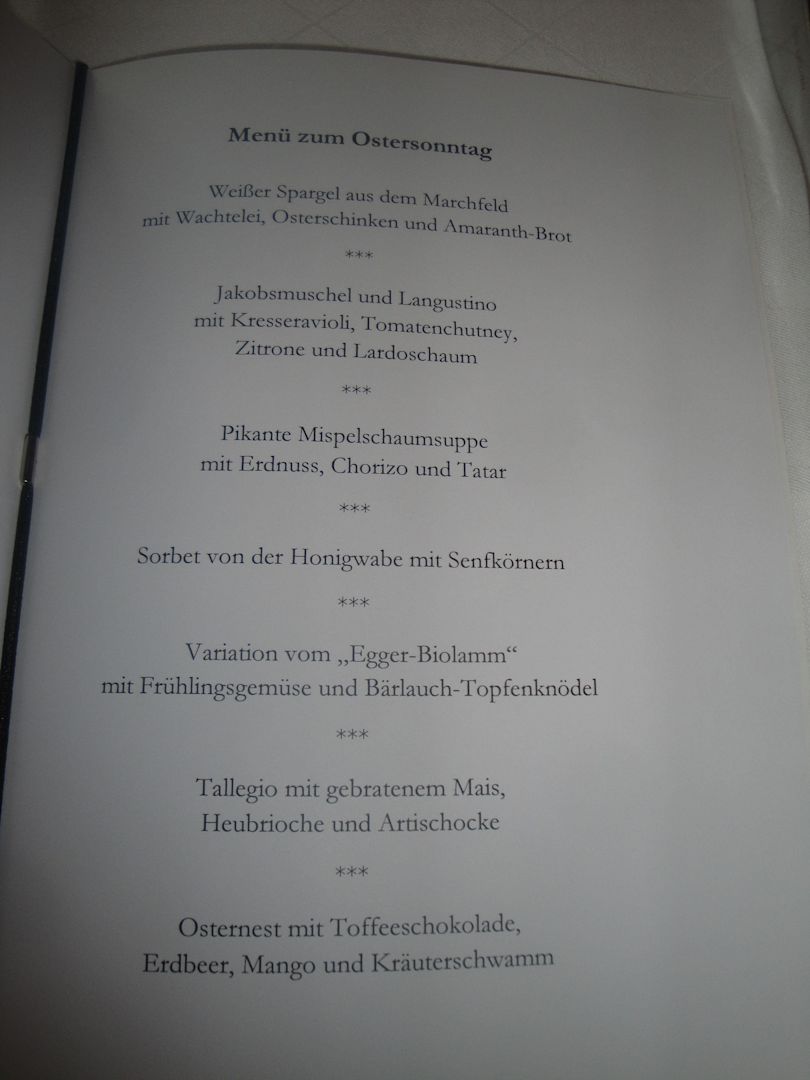 Menü zum Ostersonntag
Weißer Spargel aus dem Marchfeld
mit Wachtelei, Osterschinken und Amaranth-Brot
***
Jakobsmuschel und Langustino
mit Kresseravioli, Tomatenchutney,
Zitrone und Lardoschaum
***
Pikante Mispelschaumsuppe
mit Erdnuss, Chorizo und Tatar
***
Sorbet von der Honigwabe mit Senfkörnern
***
Variation vom „Egger-Biolamm“
mit Frühlingsgemüse und Bärlauch-Topfenknödel
***
Tallegio mit gebratenem Mais,
Heubrioche und Artischocke
***
Osternest mit Toffeeschokolade,
Erdbeer, Mango und Kräuterschwamm